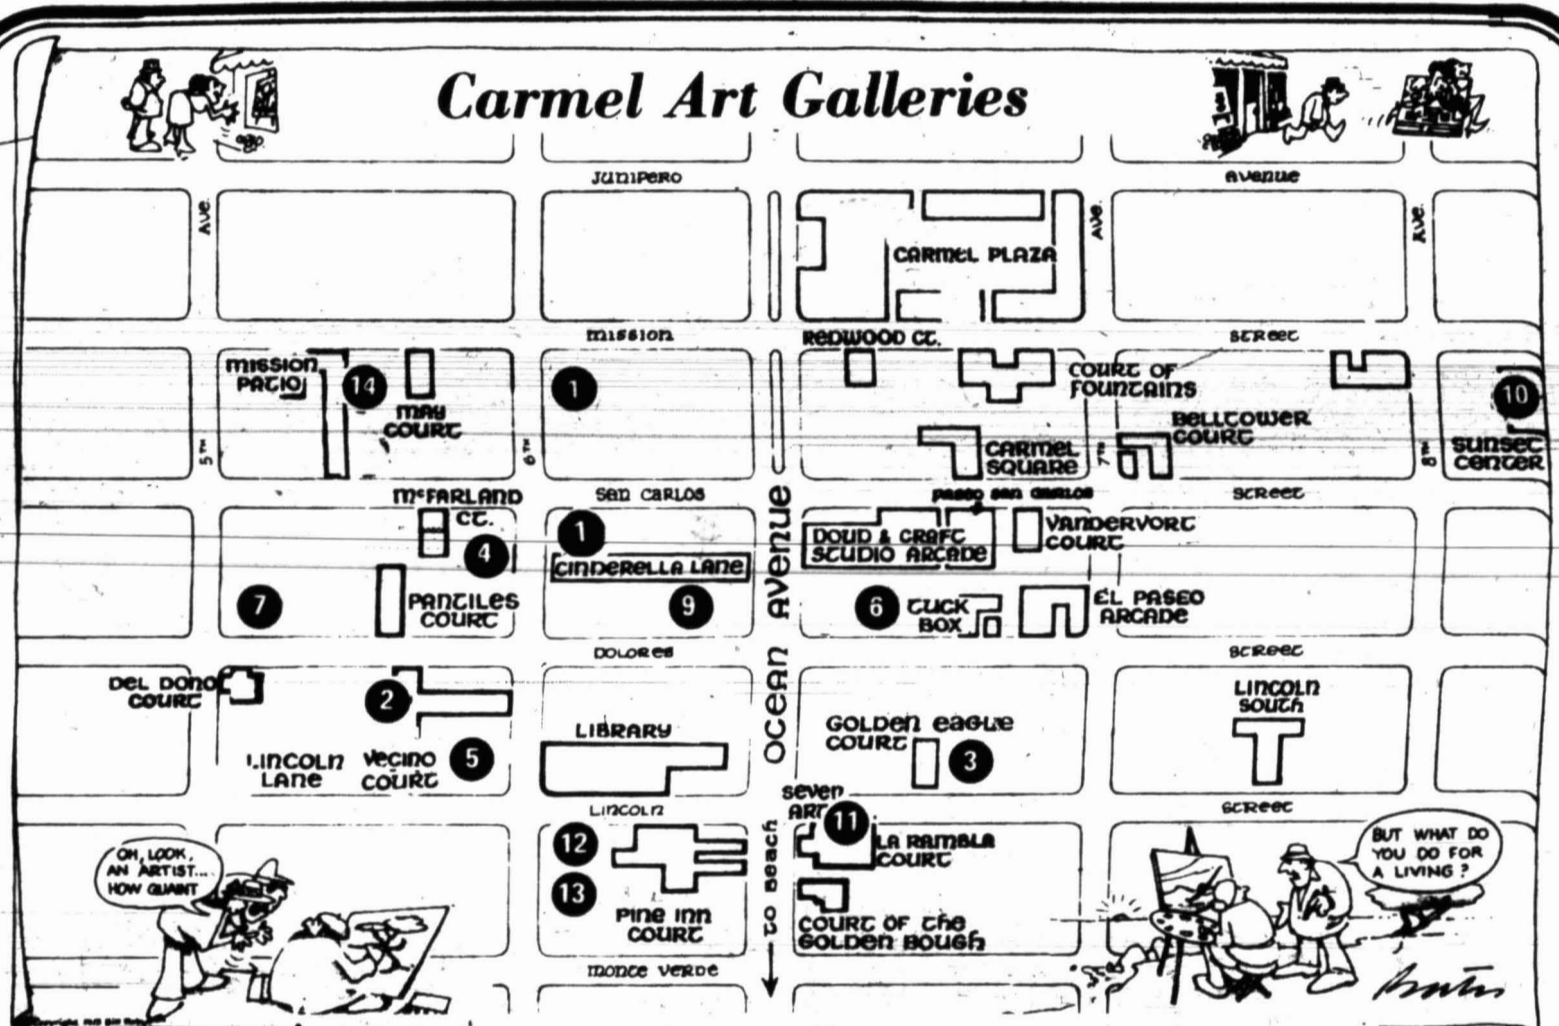 Carmel Art Galleries
JUNIPERO
AVENUE
AVE.
AVE.
AVE.
CARMEL PLAZA
MISSION
REDWOOD CT.
STREET
MISSION
PATIO
14
MAY
COURT
1
COURT OF
FOUNTAINS
10
BELLTOWER
COURT
CARMEL
SQUARE
SUNSET
CENTER
5TH
6TH
7TH
8TH
McFARLAND
CT.
SAN CARLOS
PASEO SAN CARLOS
STREET
4
1
CINDERELLA LANE
DOUD & CRAFT
STUDIO ARCADE
VANDERVORT
COURT
7
PANTILES
COURT
9
6
TUCK
BOX
EL PASEO
ARCADE
OCEAN AVENUE
DOLORES
STREET
DEL DONO
COURT
2
LINCOLN
LANE
VECINO
COURT
5
LIBRARY
GOLDEN EAGLE
COURT
3
LINCOLN
SOUTH
LINCOLN
SEVEN
ART
11
STREET
LA RAMBLA
COURT
12
13
PINE INN
COURT
TO BEACH
COURT OF THE
GOLDEN BOUGH
MONTE VERDE
OH, LOOK,
AN ARTIST...
HOW QUAINT
BUT WHAT DO
YOU DO FOR
A LIVING?